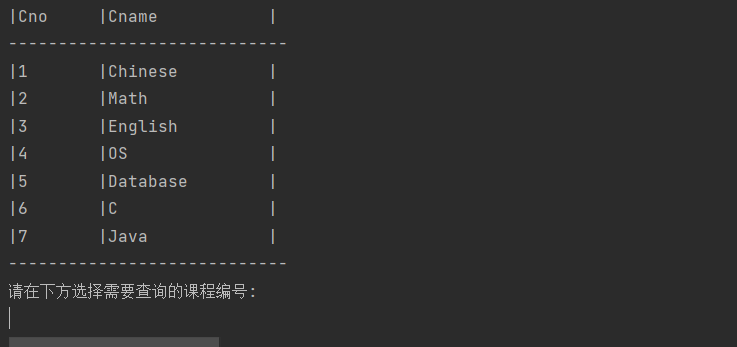 |Cno     |Cname           |
----------------------------
|1       |Chinese         |
|2       |Math            |
|3       |English         |
|4       |OS              |
|5       |Database        |
|6       |C               |
|7       |Java            |
----------------------------
请在下方选择需要查询的课程编号: